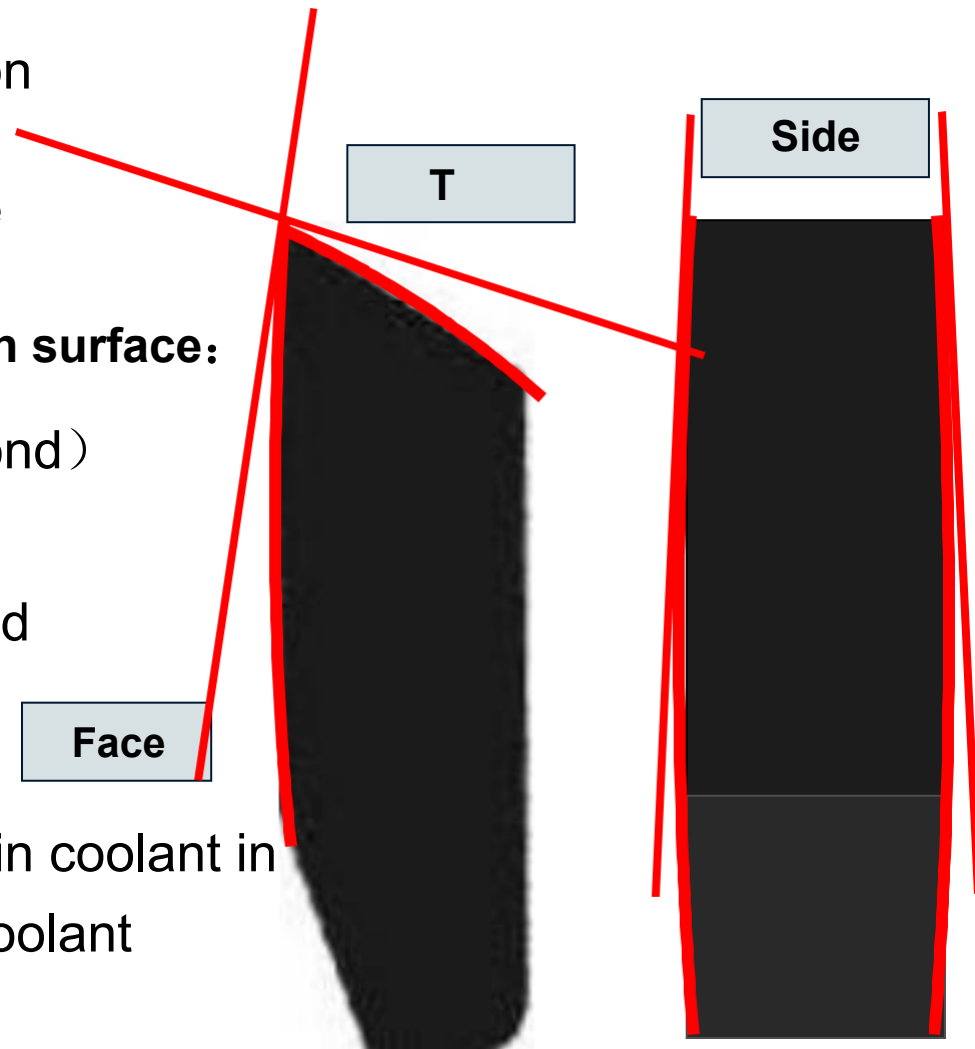 on
T
Side
e
n surface：
ond）
d
Face
in coolant in
oolant